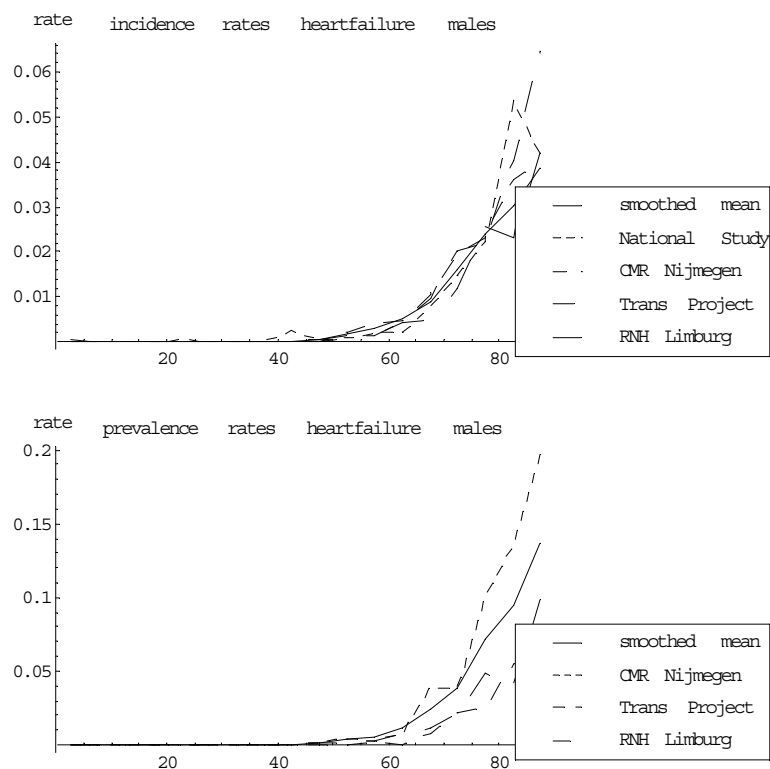 rate incidence rates heartfailure males
0.06
0.05
0.04
0.03
0.02
0.01
20 40 60 80
smoothed mean
National Study
CMR Nijmegen
Trans Project
RNH Limburg
rate prevalence rates heartfailure males
0.2
0.15
0.1
0.05
20 40 60 80
smoothed mean
CMR Nijmegen
Trans Project
RNH Limburg